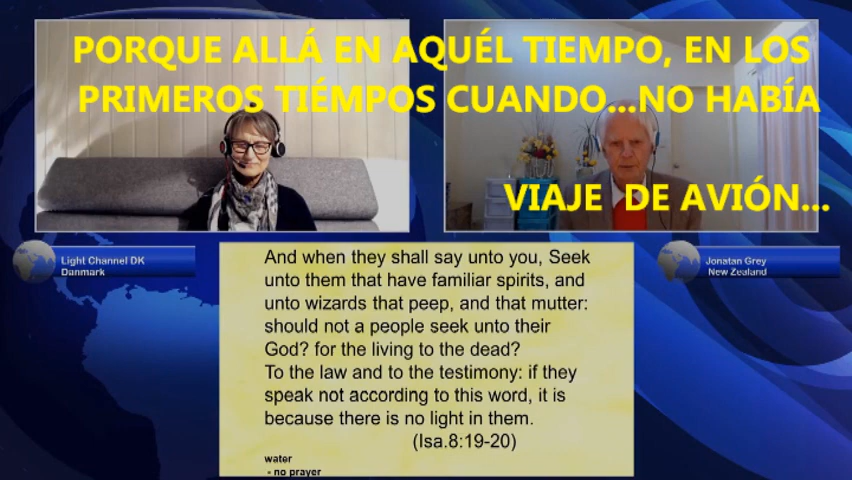 PORQUE ALLÁ EN AQUÉL TIEMPO, EN LOS
PRIMEROS TIÉMPOS CUANDO...NO HABÍA
VIAJE DE AVIÓN...
Light Channel DK
Danmark
Jonatan Grey
New Zealand
And when they shall say unto you, Seek
unto them that have familiar spirits, and
unto wizards that peep, and that mutter:
should not a people seek unto their
God? for the living to the dead?
To the law and to the testimony: if they
speak not according to this word, it is
because there is no light in them.
(Isa.8:19-20)
water
- no prayer